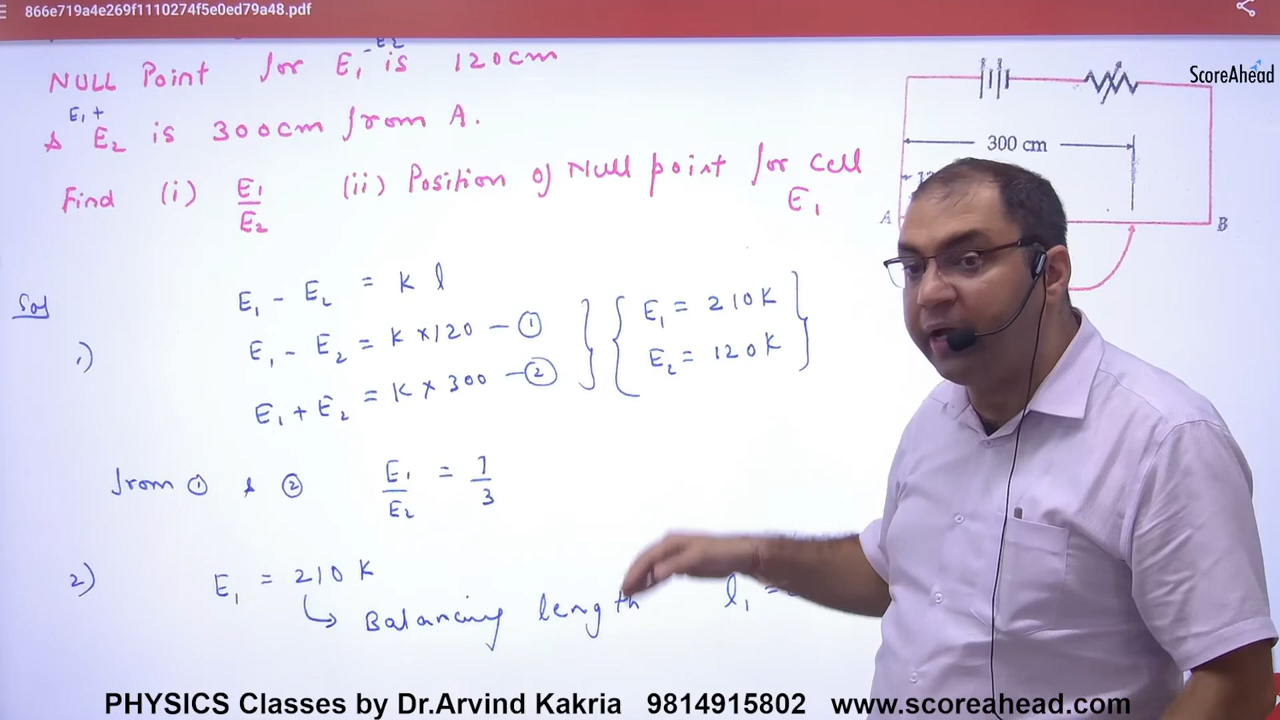 866e719a4e269f1110274f5e0ed79a48.pdf
ScoreAhead
NULL Point for E₁ - E₂ is 120cm
& E₁ + E₂ is 300cm from A.
Find (i) E₁/E₂ (ii) Position of Null point for cell E₁
300 cm
A
B
Sol
1)
E₁ - E₂ = K l
E₁ - E₂ = K × 120 — ①
E₁ + E₂ = K × 300 — ②
E₁ = 210 K
E₂ = 120 K
from ① & ② E₁/E₂ = 7/3
2) E₁ = 210 K
↳ Balancing length l₁ =
PHYSICS Classes by Dr.Arvind Kakria 9814915802 www.scoreahead.com